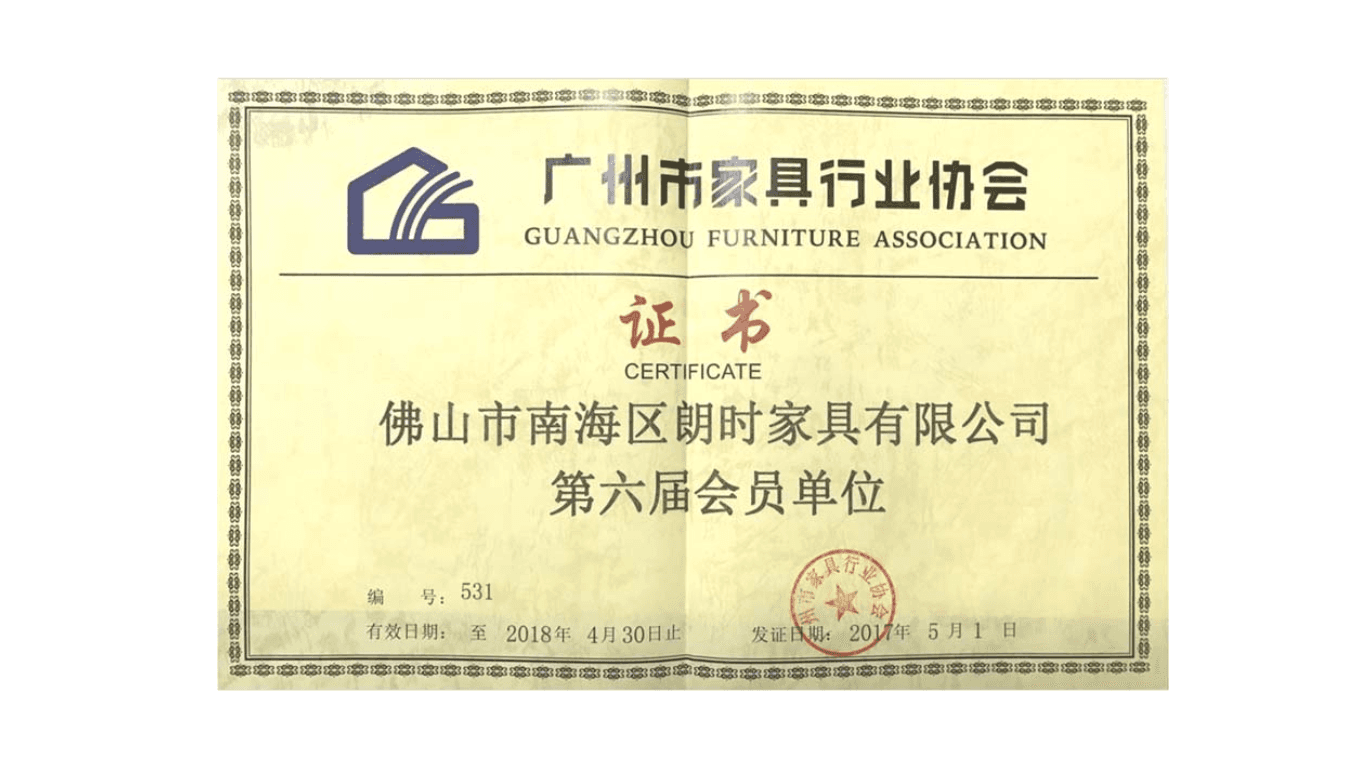 广州市家具行业协会
GUANGZHOU FURNITURE ASSOCIATION
证 书
CERTIFICATE
佛山市南海区朗时家具有限公司
第六届会员单位
编 号: 531
有效日期: 至 2018年 4月30日止
发证日期: 2017年 5月1 日
州市家具行业协会